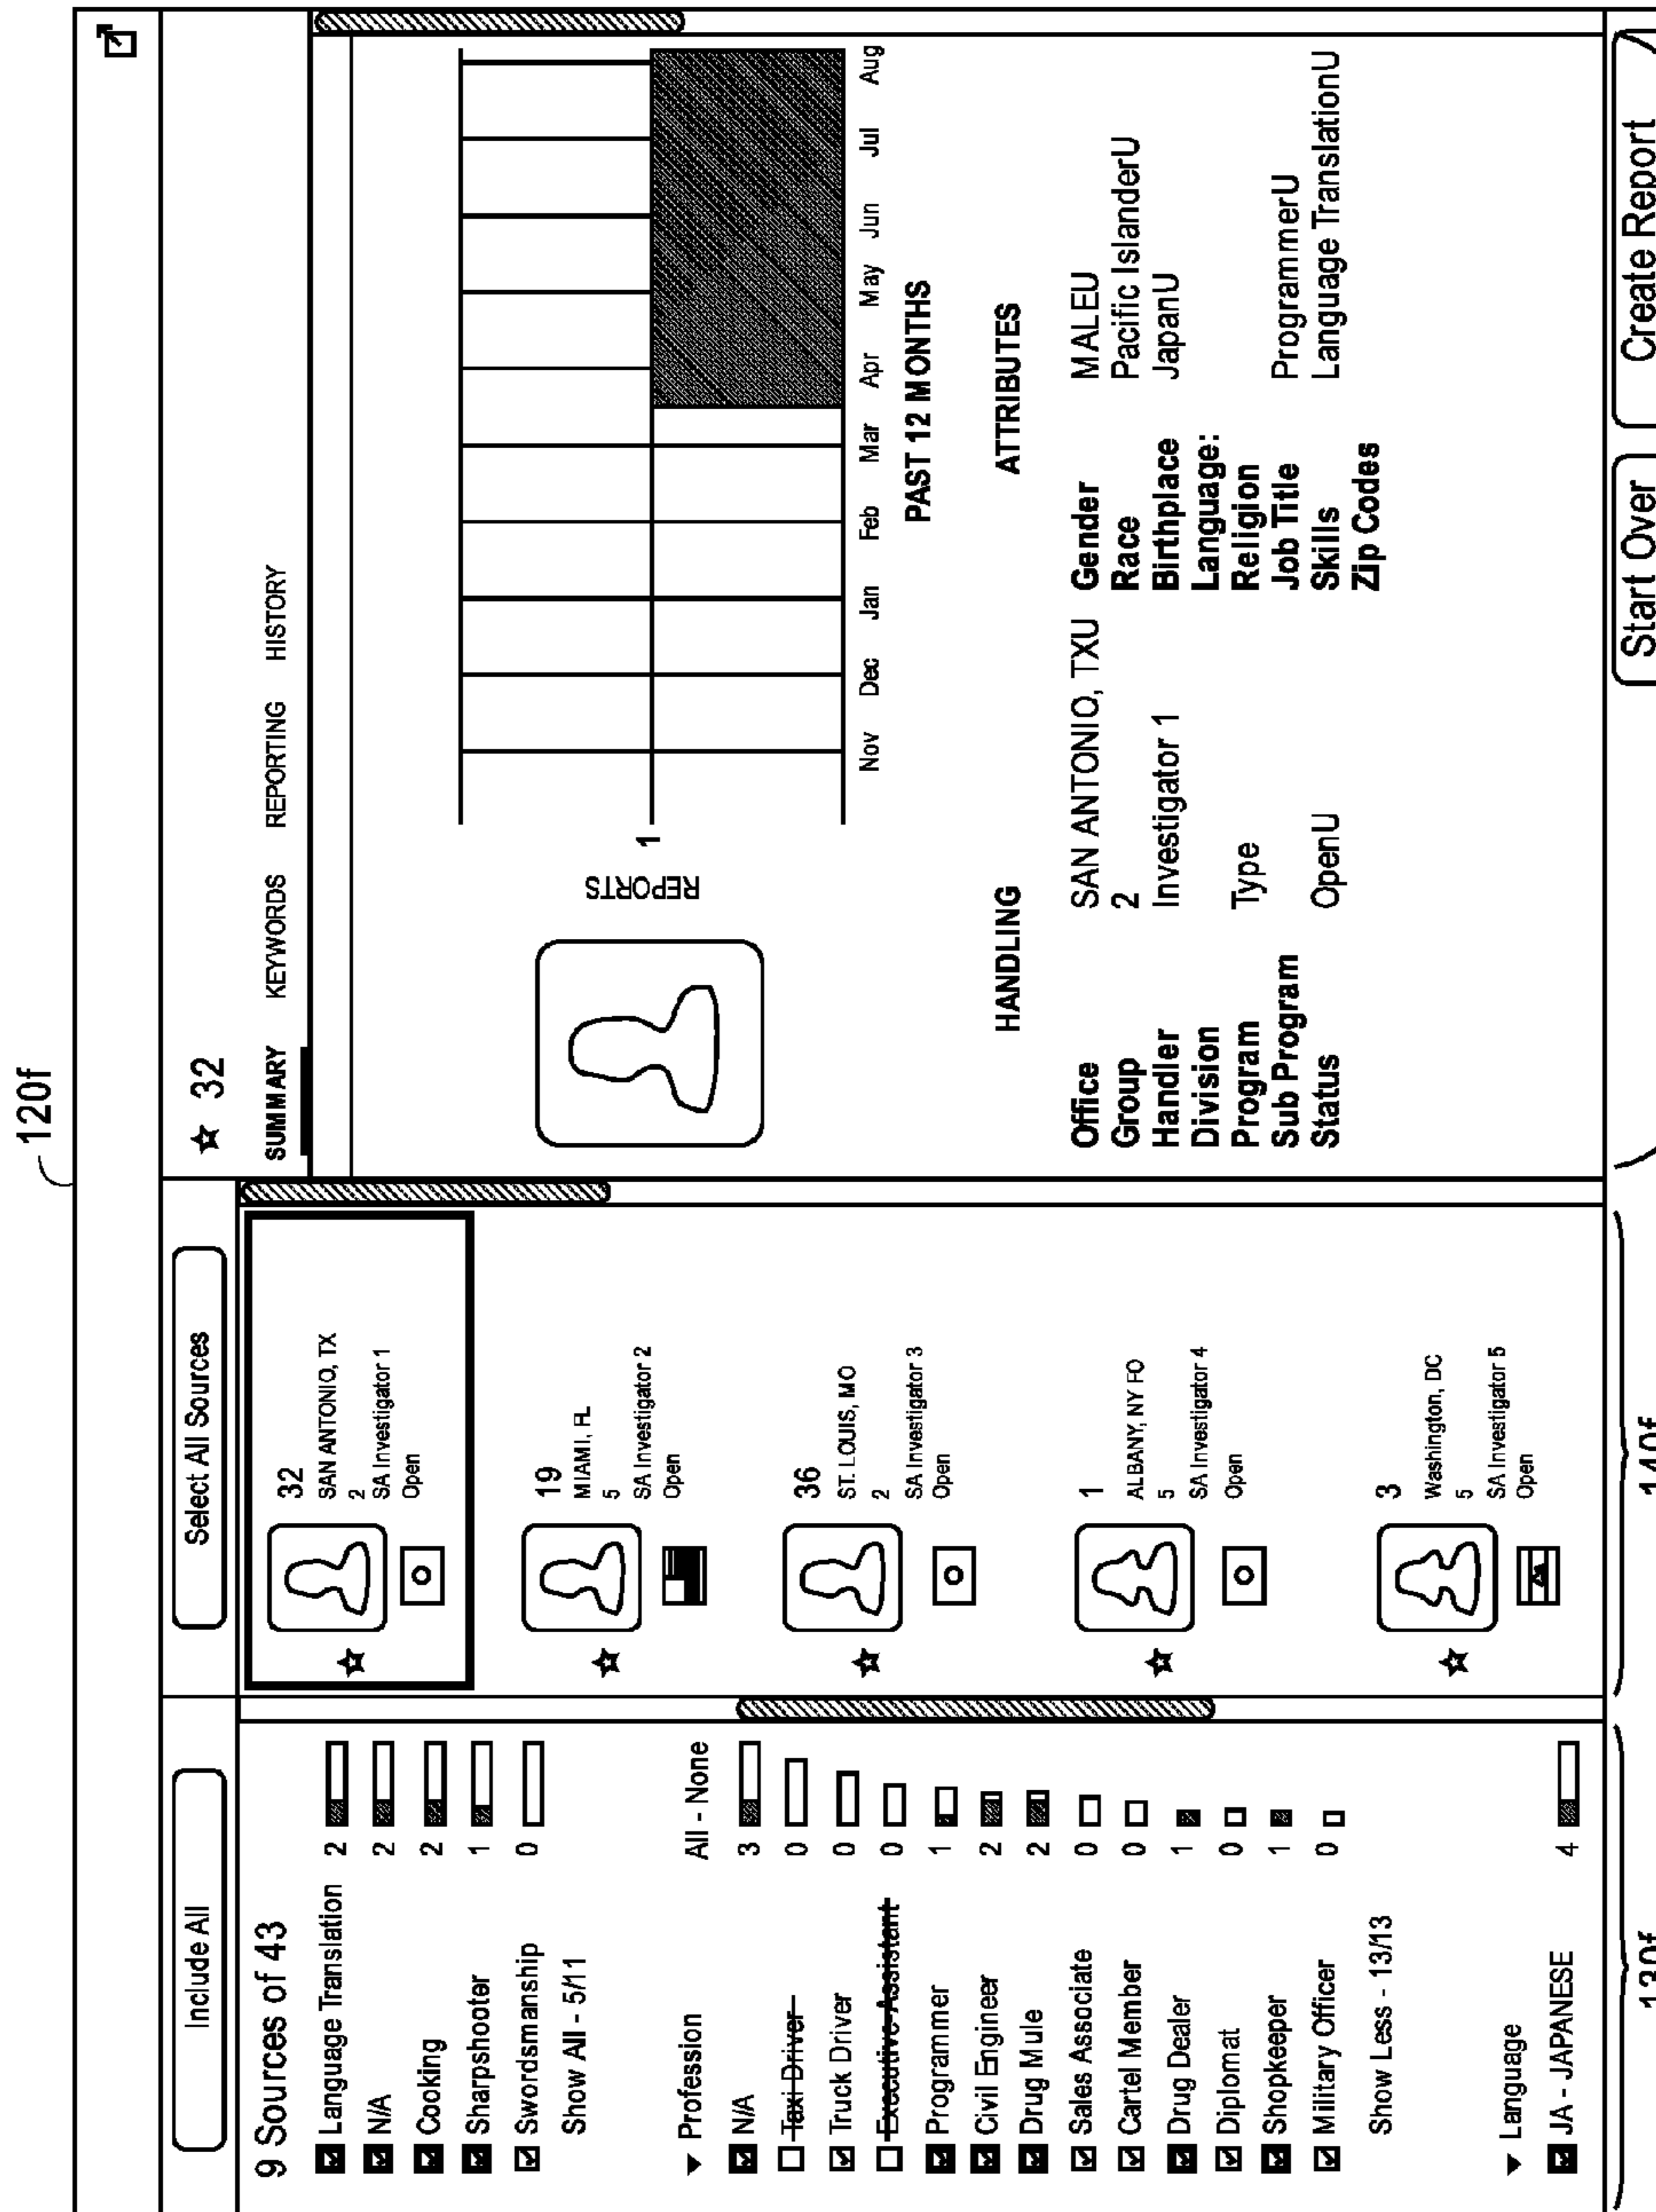 120f
Include All
9 Sources of 43
Language Translation 2
N/A 2
Cooking 2
Sharpshooter 1
Swordsmanship 0
Show All - 5/11
Profession All - None
N/A 3
Taxi Driver 0
Truck Driver 0
Executive Assistant 0
Programmer 1
Civil Engineer 2
Drug Mule 2
Sales Associate 0
Cartel Member 0
Drug Dealer 1
Diplomat 0
Shopkeeper 1
Military Officer 0
Show Less - 13/13
Language
JA - JAPANESE 4
130f
Select All Sources
32
SAN ANTONIO, TX
2
SA Investigator 1
Open
19
MIAMI, FL
5
SA Investigator 2
Open
36
ST. LOUIS, MO
2
SA Investigator 3
Open
1
ALBANY, NY FO
5
SA Investigator 4
Open
3
Washington, DC
5
SA Investigator 5
Open
140f
32
SUMMARY KEYWORDS REPORTING HISTORY
REPORTS
1
Nov Dec Jan Feb Mar Apr May Jun Jul Aug
PAST 12 MONTHS
HANDLING
Office SAN ANTONIO, TXU
Group 2
Handler Investigator 1
Division
Program Type
Sub Program
Status OpenU
ATTRIBUTES
Gender MALEU
Race Pacific IslanderU
Birthplace JapanU
Language:
Religion
Job Title ProgrammerU
Skills Language TranslationU
Zip Codes
Start Over Create Report